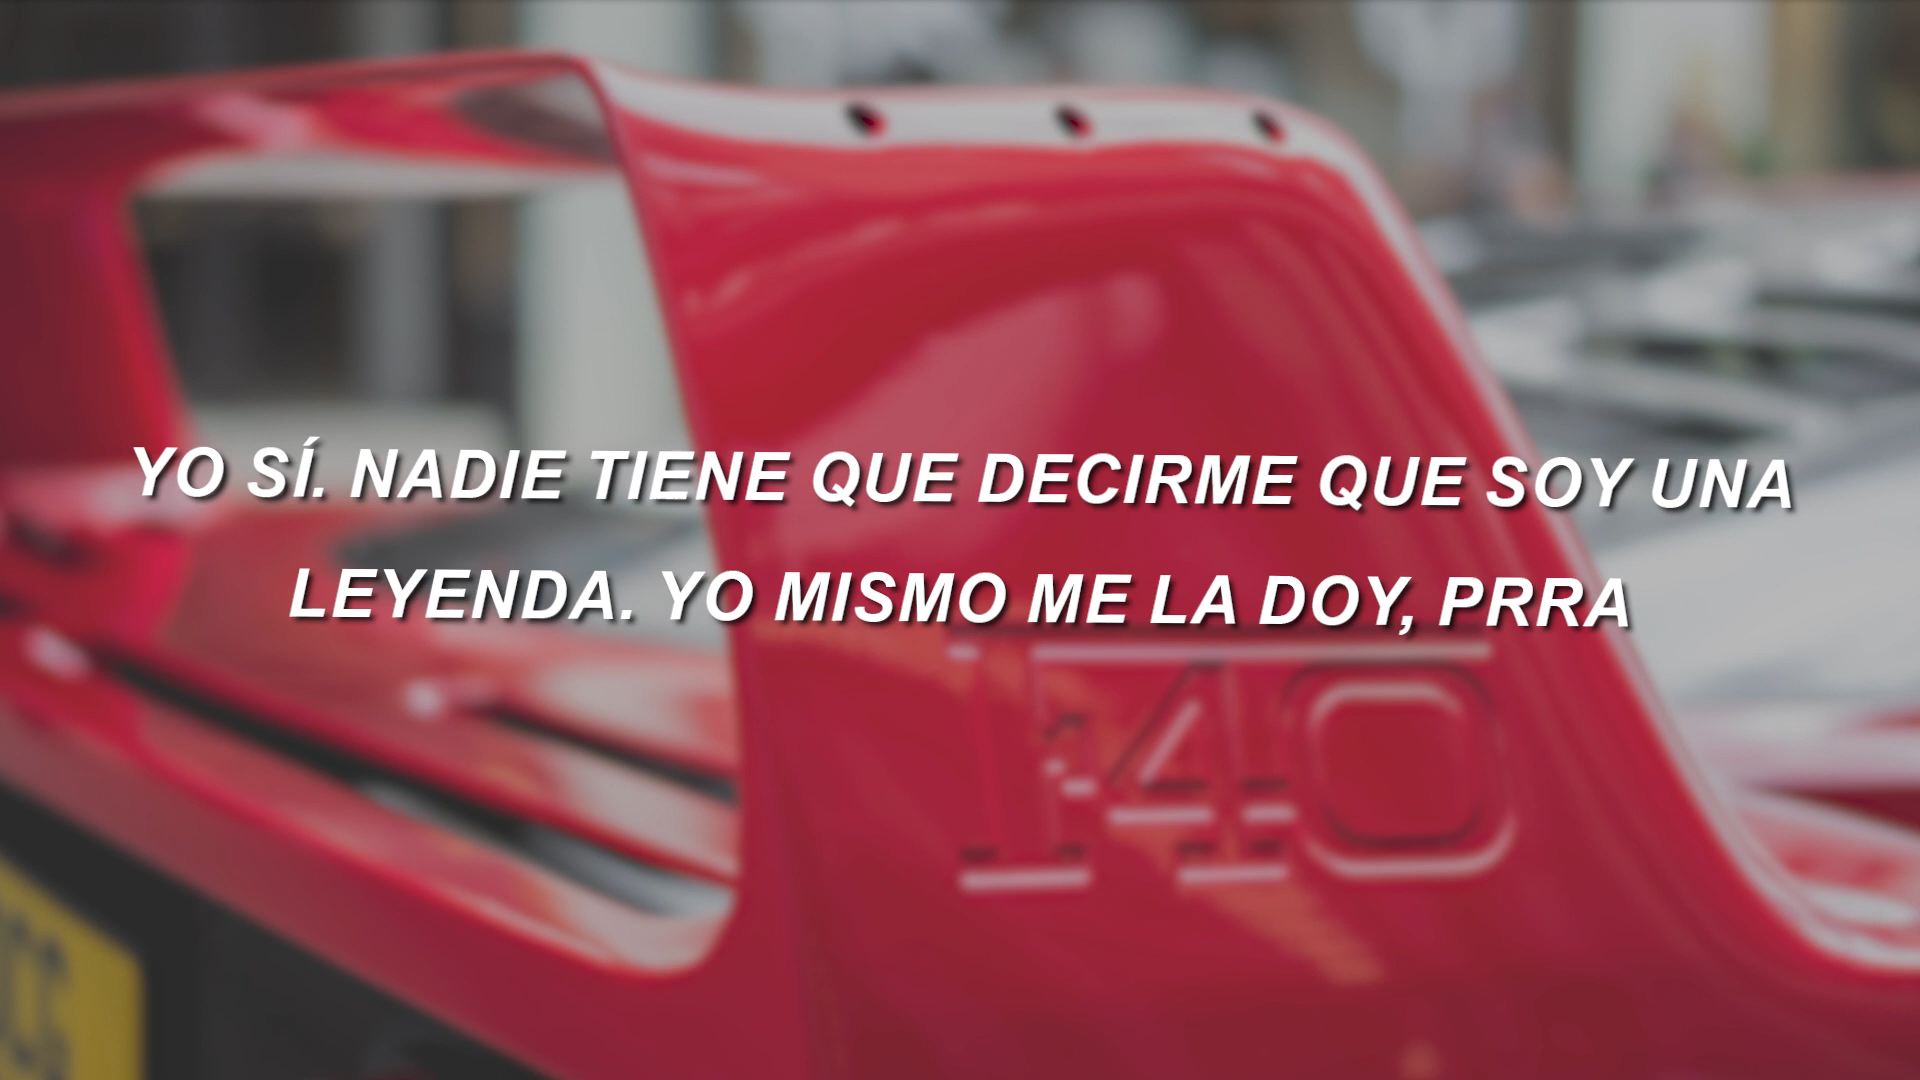 YO SÍ. NADIE TIENE QUE DECIRME QUE SOY UNA
LEYENDA. YO MISMO ME LA DOY, PRRA
F40